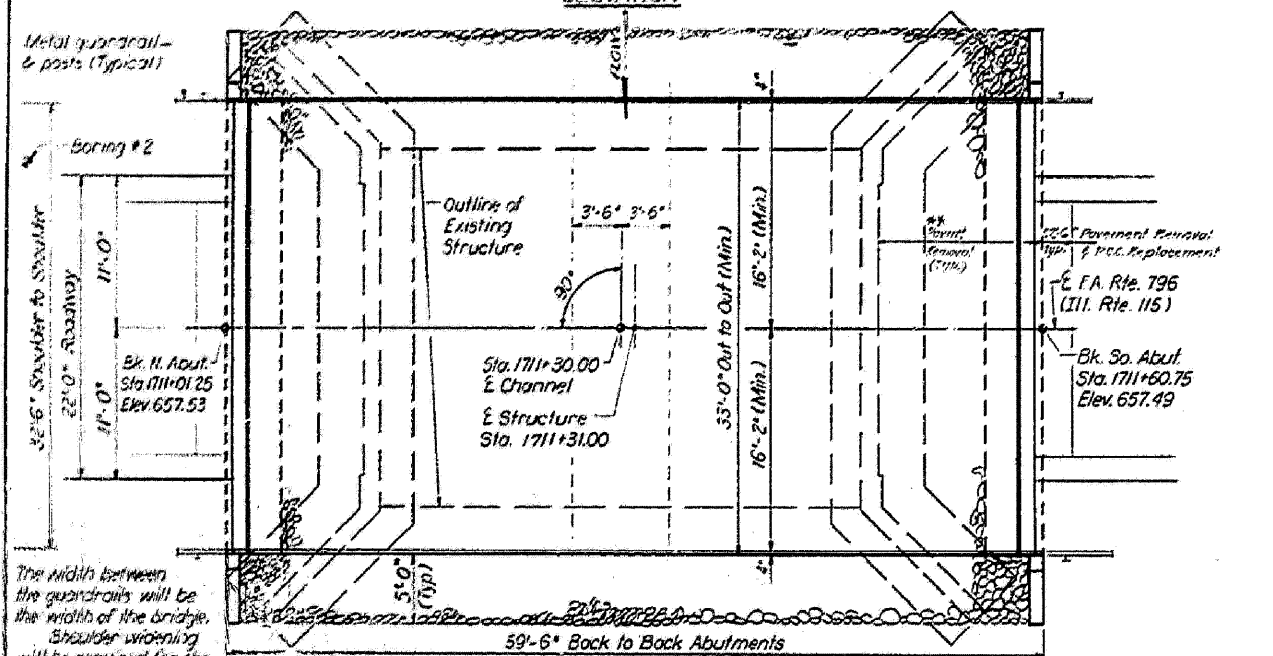 Metal guardrail
& posts (Typical)
FLOW
4"
Boring #2
Outline of
Existing
Structure
3'-6" 3'-6"
90°
32'-6" Shoulder to Shoulder
22'-0" Roadway
11'-0"
11'-0"
33'-0" Out to Out (Min.)
16'-2" (Min.)
16'-2" (Min.)
**
Pavement Removal
& P.C.C. Replacement
℄ F.A. Rte. 796
(Ill. Rte. 115)
Bk. N. Abut.
Sta 1711+01.25
Elev. 657.53
Sta. 1711+30.00
℄ Channel
℄ Structure
Sta. 1711+31.00
Bk. So. Abut.
Sta. 1711+60.75
Elev. 657.49
5'-0"
(Typ)
4"
The width between
the guardrails will be
the width of the bridge.
Shoulder widening
59'-6" Back to Back Abutments